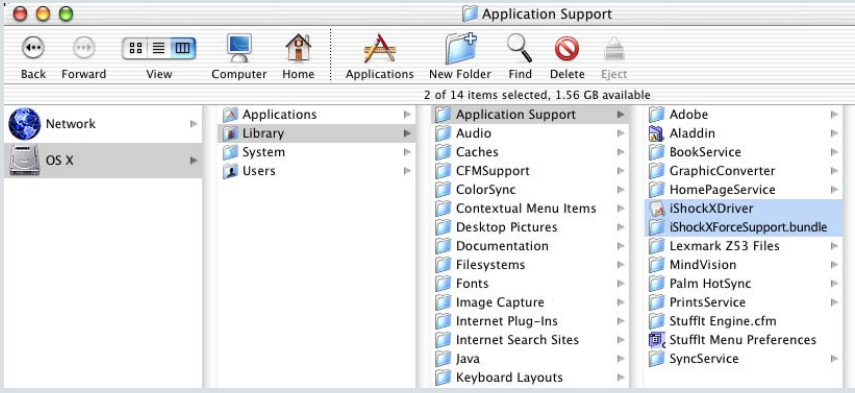 Application Support
Back Forward View Computer Home Applications New Folder Find Delete Eject
2 of 14 items selected, 1.56 GB available
Network
OS X
Applications
Library
System
Users
Application Support
Audio
Caches
CFMSupport
ColorSync
Contextual Menu Items
Desktop Pictures
Documentation
Filesystems
Fonts
Image Capture
Internet Plug-Ins
Internet Search Sites
Java
Keyboard Layouts
Adobe
Aladdin
BookService
GraphicConverter
HomePageService
iShockXDriver
iShockXForceSupport.bundle
Lexmark Z53 Files
MindVision
Palm HotSync
PrintsService
StuffIt Engine.cfm
StuffIt Menu Preferences
SyncService